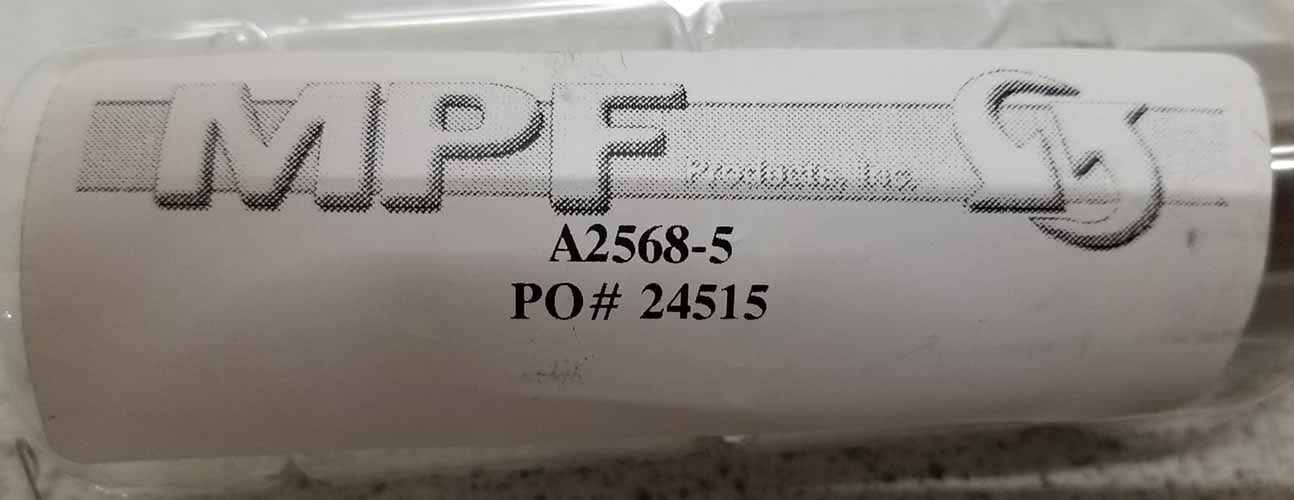 MPF
Products, Inc.
A2568-5
PO# 24515